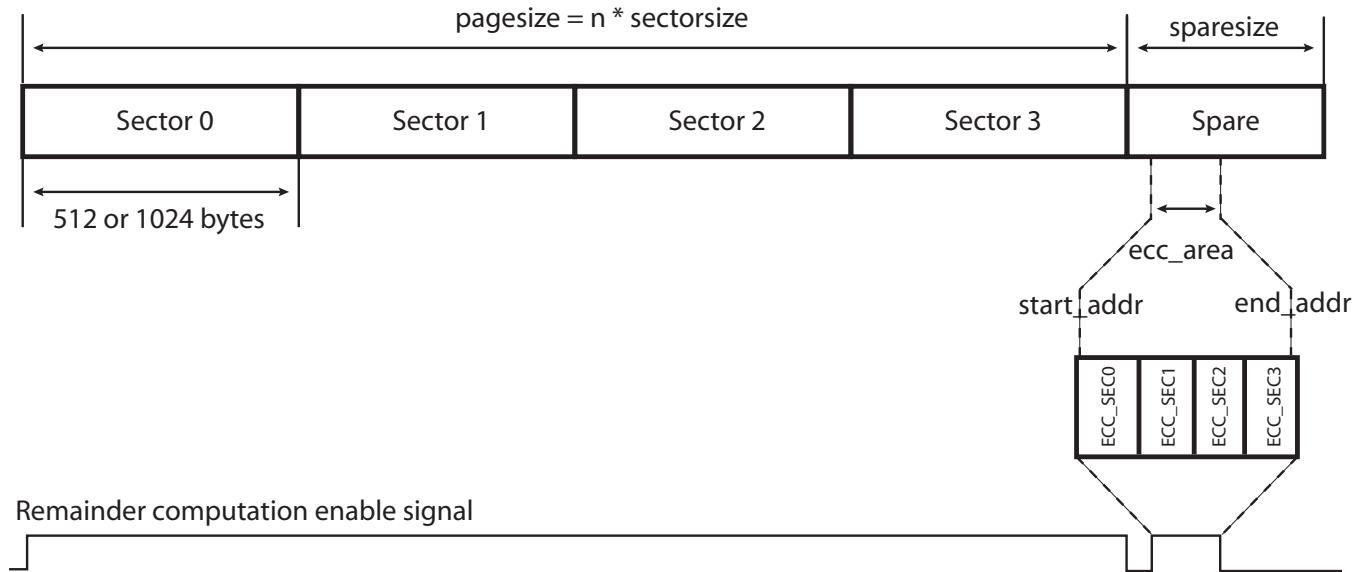 pagesize = n * sectorsize
sparesize
Sector 0
Sector 1
Sector 2
Sector 3
Spare
512 or 1024 bytes
ecc_area
start_addr
end_addr
ECC_SEC0
ECC_SEC1
ECC_SEC2
ECC_SEC3
Remainder computation enable signal